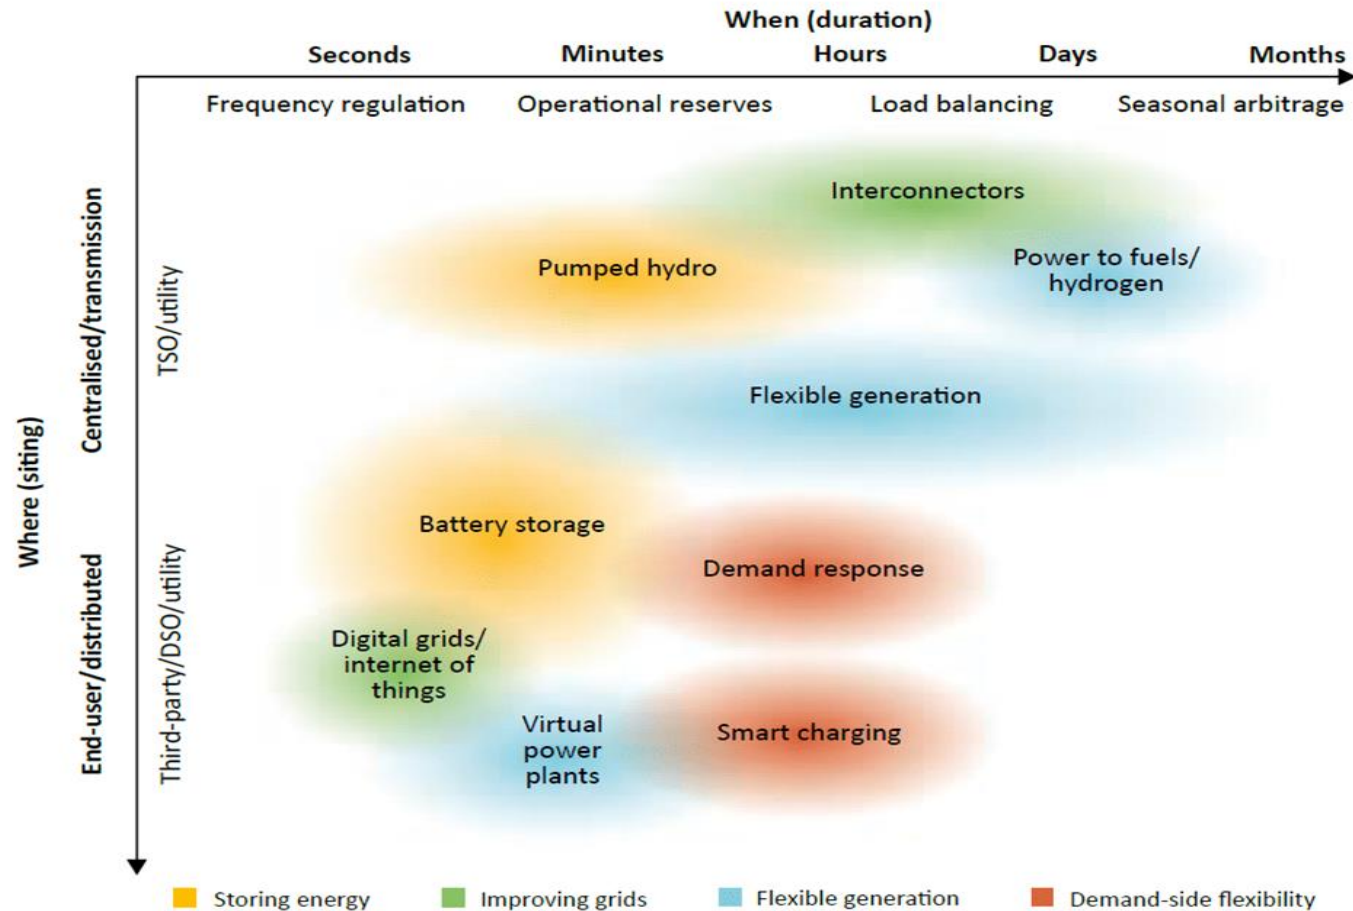 When (duration)
Seconds Minutes Hours Days Months
Frequency regulation Operational reserves Load balancing Seasonal arbitrage
Where (siting)
Centralised/transmission
TSO/utility
End-user/distributed
Third-party/DSO/utility
Interconnectors
Pumped hydro
Power to fuels/
hydrogen
Flexible generation
Battery storage
Demand response
Digital grids/
internet of
things
Virtual
power
plants
Smart charging
Storing energy Improving grids Flexible generation Demand-side flexibility